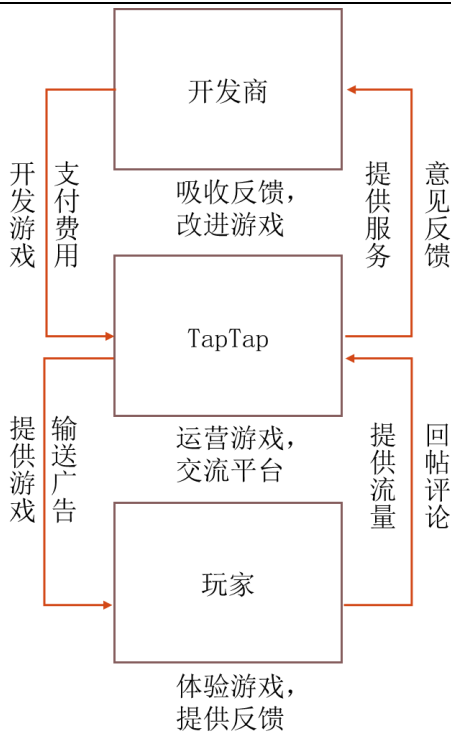 开发商
开发游戏
支付费用
吸收反馈，
改进游戏
提供服务
意见反馈
TapTap
提供游戏
输送广告
运营游戏，
交流平台
提供流量
回帖评论
玩家
体验游戏，
提供反馈